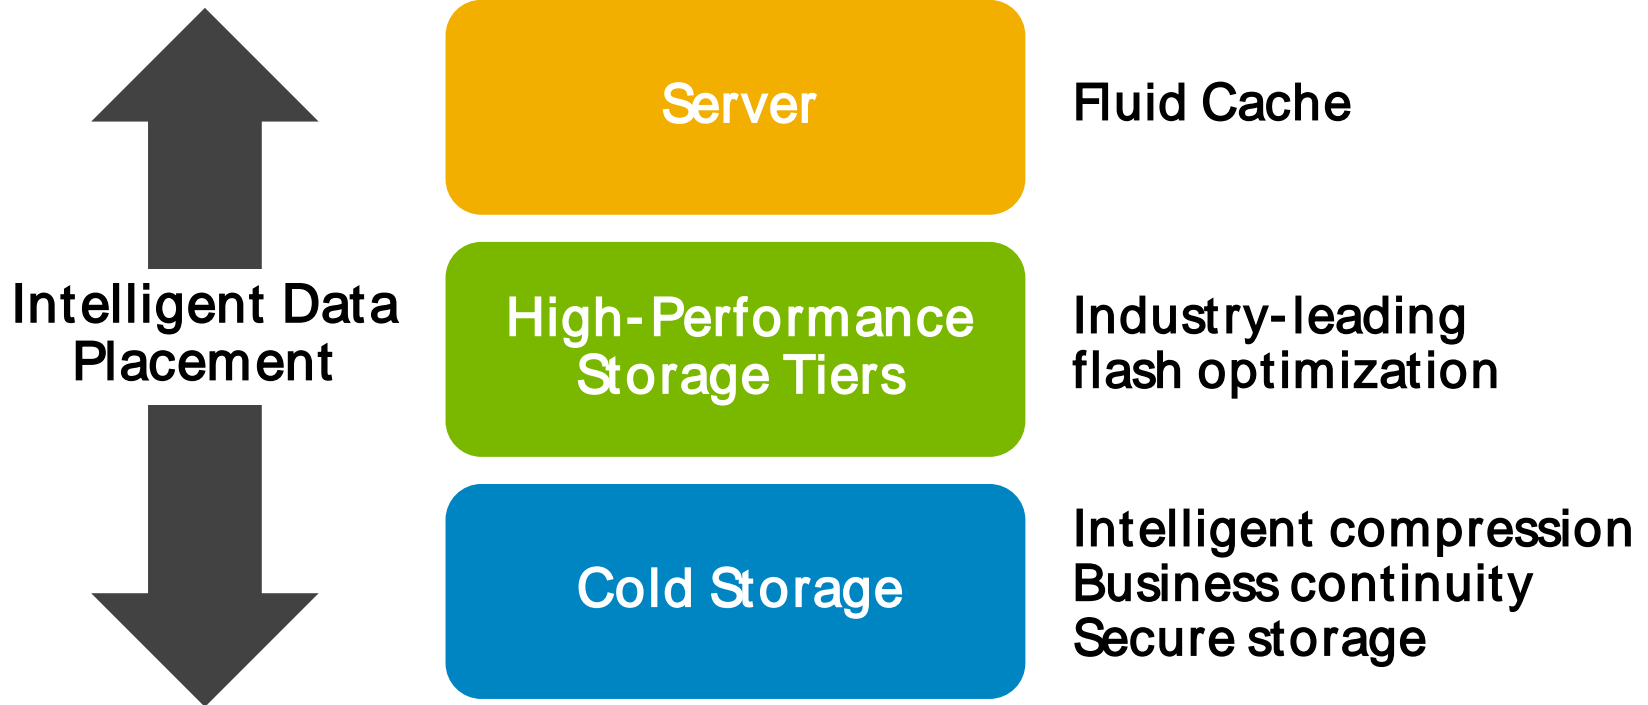 Server
Fluid Cache
Intelligent Data
Placement
High-Performance
Storage Tiers
Industry-leading
flash optimization
Cold Storage
Intelligent compression
Business continuity
Secure storage